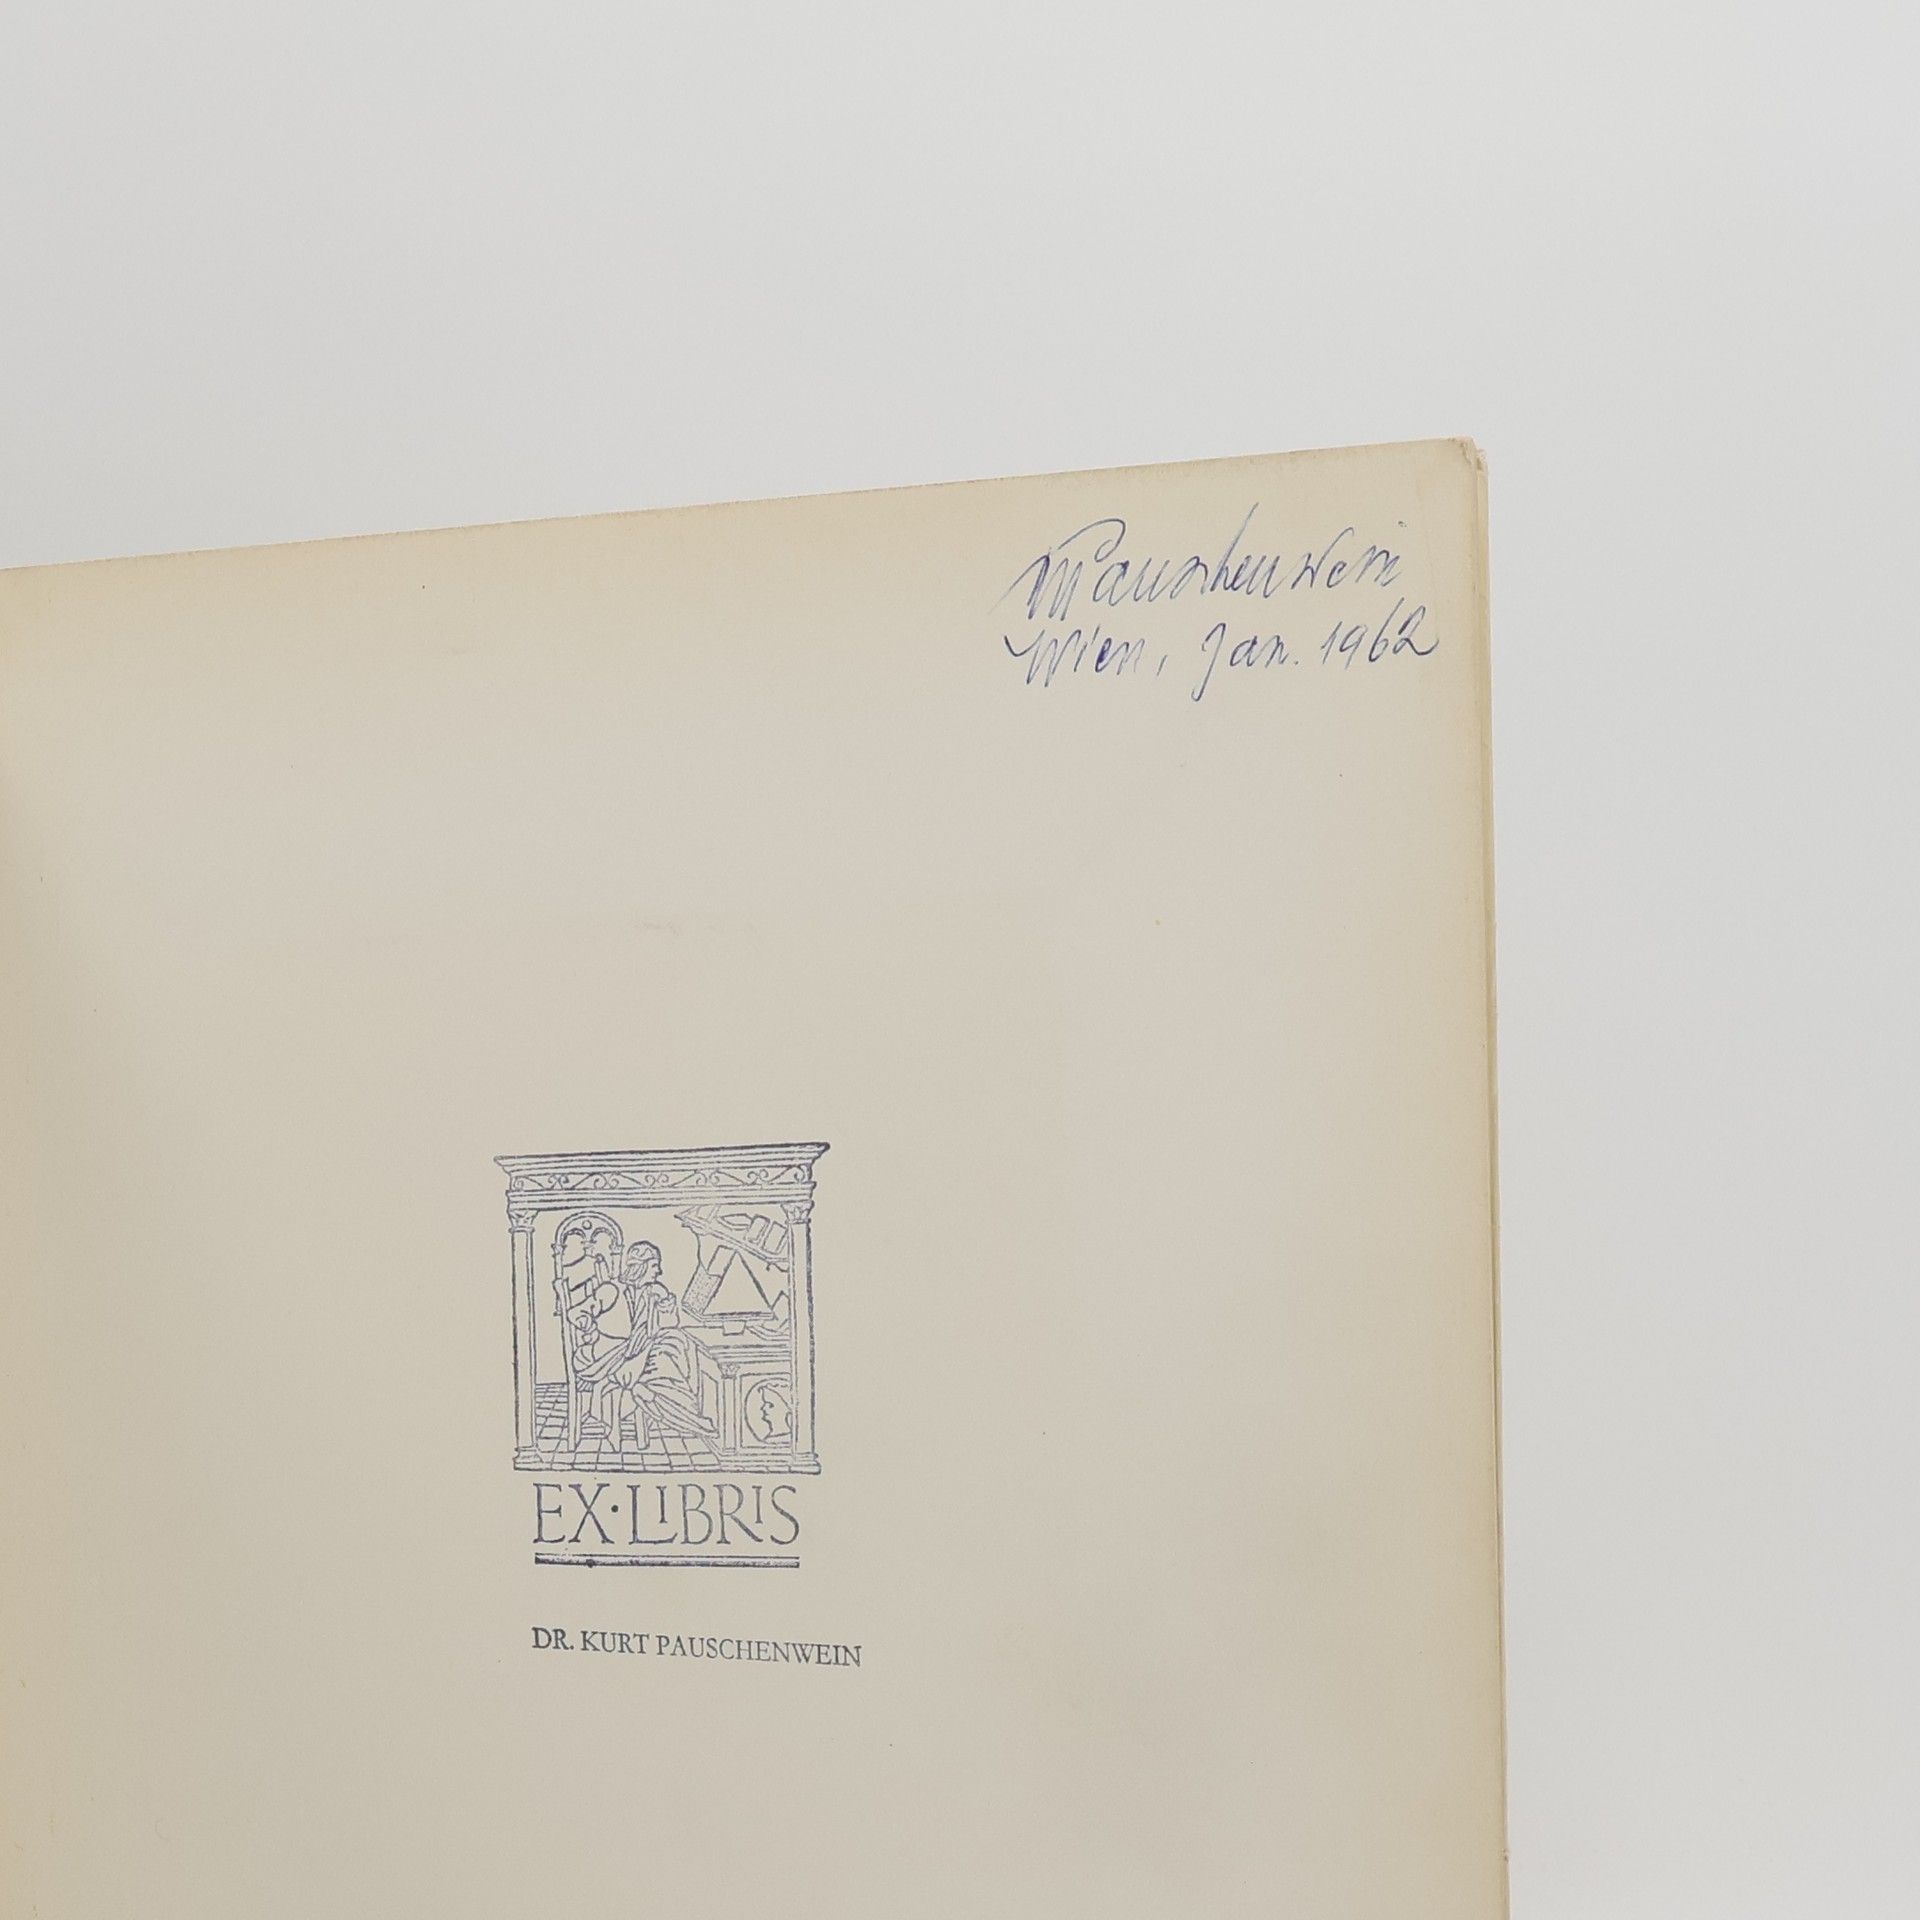 Pauschenwein
Wien, Jan. 1962
EX·LIBRIS
DR. KURT PAUSCHENWEIN